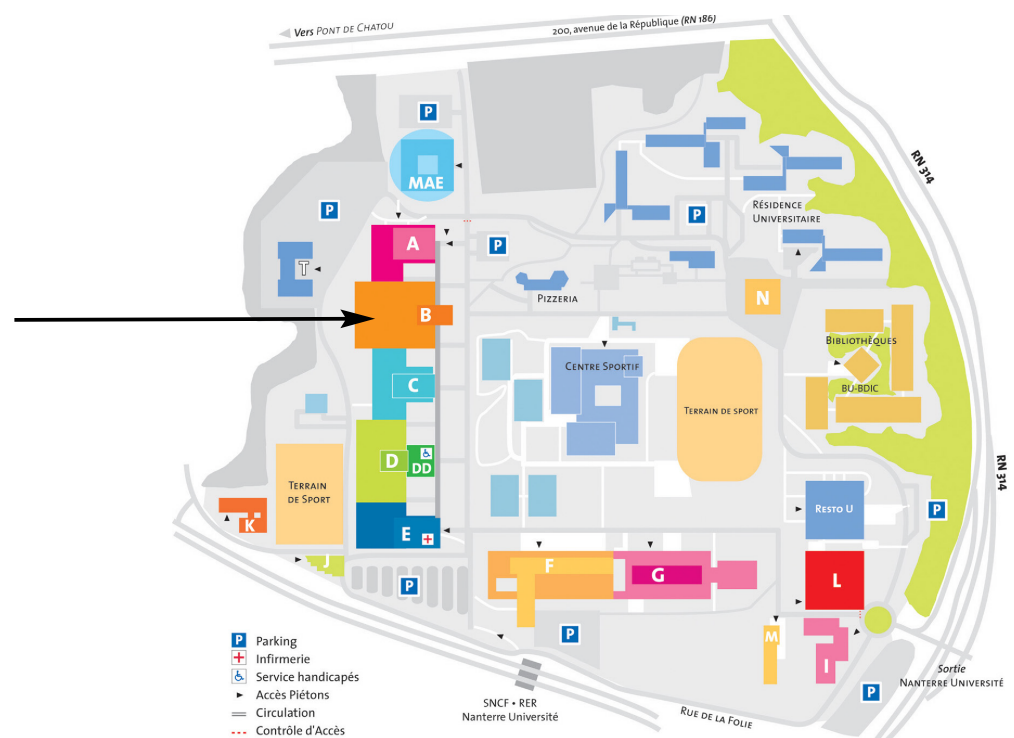 Vers PONT DE CHATOU
200, avenue de la République (RN 186)
P
MAE
RN 314
P
P
RÉSIDENCE
UNIVERSITAIRE
A
P
T
N
PIZZERIA
B
BIBLIOTHÈQUES
CENTRE SPORTIF
C
BU-BDIC
TERRAIN DE SPORT
D
DD
RN 314
TERRAIN
DE SPORT
RESTO U
P
K
E
J
F
G
L
P
P
M
I
P
P Parking
Infirmerie
Service handicapés
Accès Piétons
Circulation
Contrôle d'Accès
SNCF • RER
Nanterre Université
RUE DE LA FOLIE
Sortie
NANTERRE UNIVERSITÉ